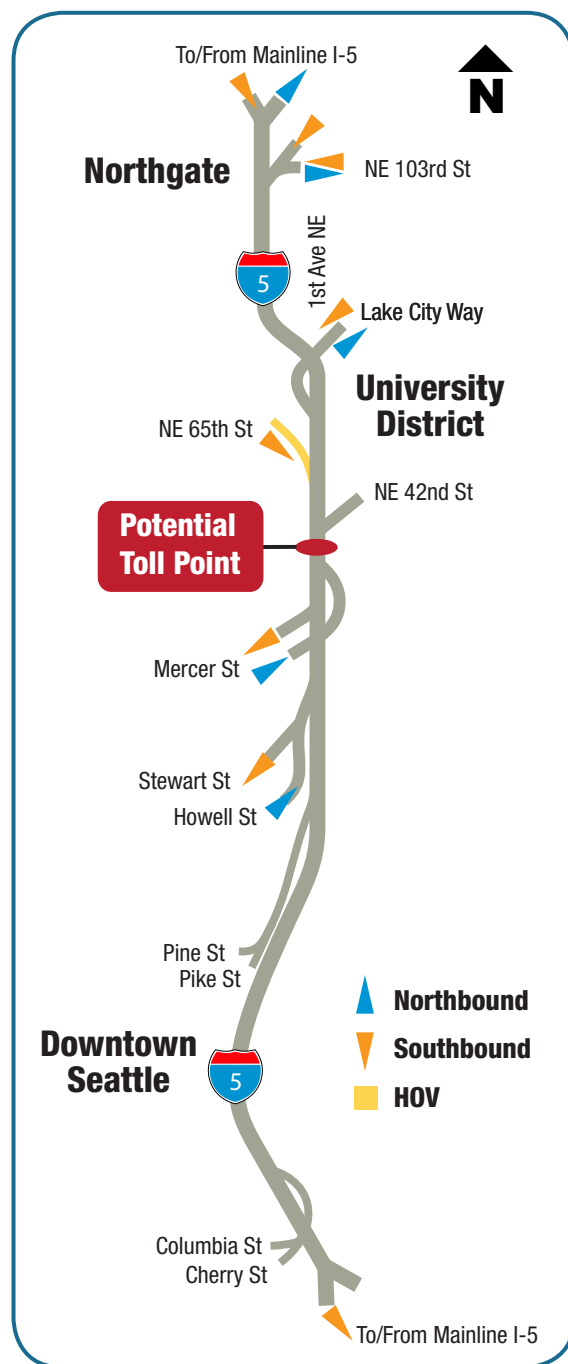 To/From Mainline I-5
N
Northgate
NE 103rd St
1st Ave NE
5
Lake City Way
University
District
NE 65th St
NE 42nd St
Potential
Toll Point
Mercer St
Stewart St
Howell St
Pine St
Pike St
Northbound
Downtown
Seattle
Southbound
5
HOV
Columbia St
Cherry St
To/From Mainline I-5